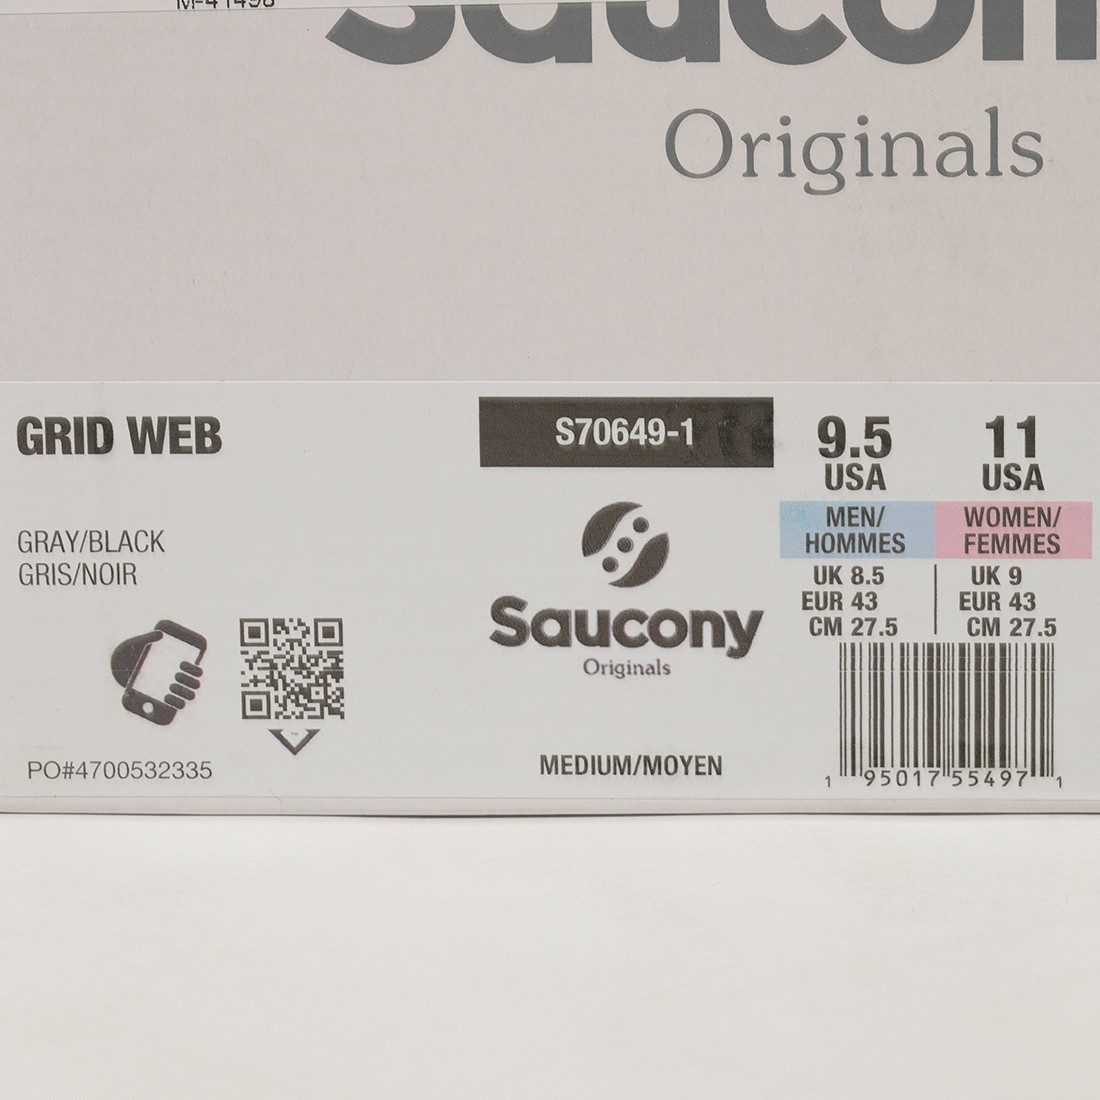 M-41498
Saucony
Originals
GRID WEB
GRAY/BLACK
GRIS/NOIR
PO#4700532335
S70649-1
Saucony
Originals
MEDIUM/MOYEN
9.5
USA
MEN/
HOMMES
UK 8.5
EUR 43
CM 27.5
11
USA
WOMEN/
FEMMES
UK 9
EUR 43
CM 27.5
1 95017 55497 1